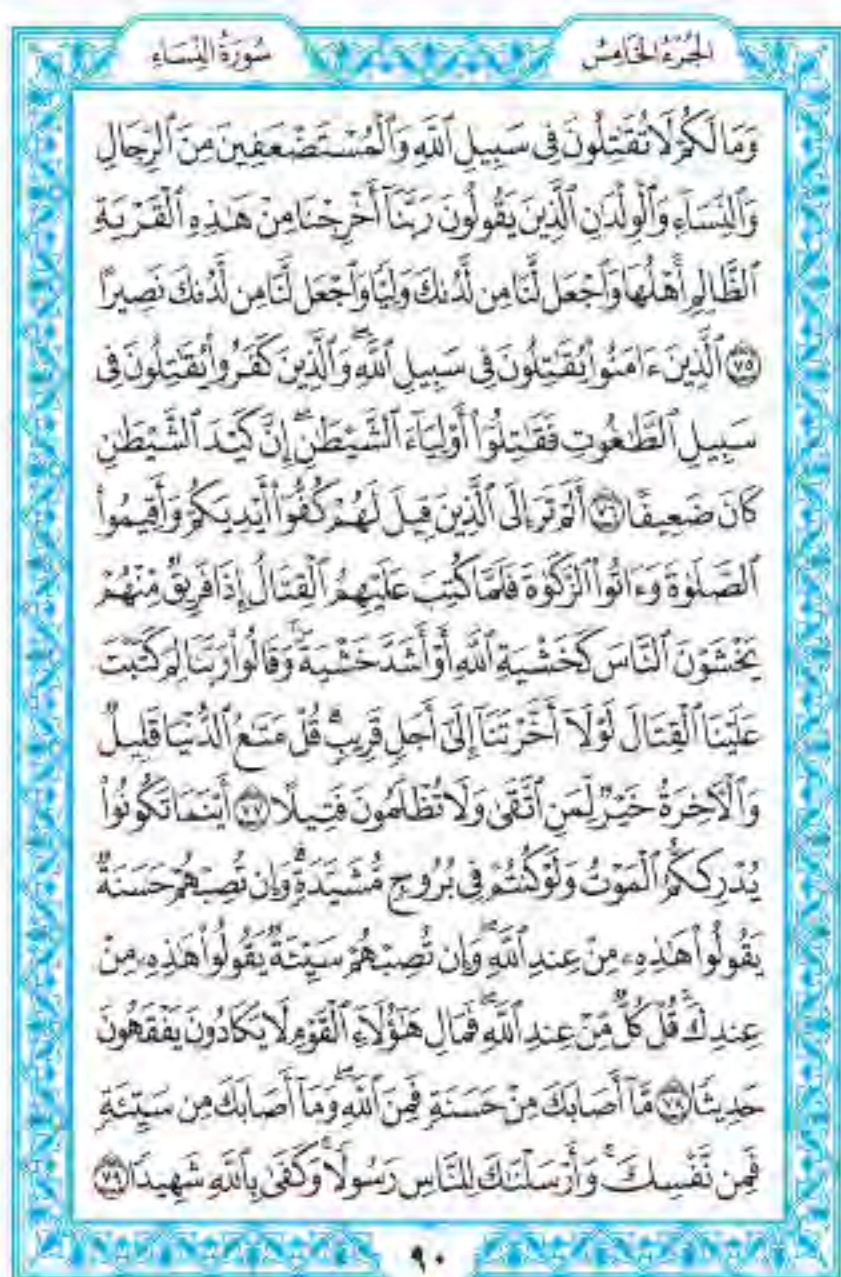 الجزء الخامس
سورة النساء
وَمَا لَكُمْ لَا تُقَٰتِلُونَ فِى سَبِيلِ ٱللَّهِ وَٱلْمُسْتَضْعَفِينَ مِنَ ٱلرِّجَالِ
وَٱلنِّسَآءِ وَٱلْوِلْدَٰنِ ٱلَّذِينَ يَقُولُونَ رَبَّنَآ أَخْرِجْنَا مِنْ هَٰذِهِ ٱلْقَرْيَةِ
ٱلظَّالِمِ أَهْلُهَا وَٱجْعَل لَّنَا مِن لَّدُنكَ وَلِيًّا وَٱجْعَل لَّنَا مِن لَّدُنكَ نَصِيرًا
٧٥ ٱلَّذِينَ ءَامَنُوا۟ يُقَٰتِلُونَ فِى سَبِيلِ ٱللَّهِ ۖ وَٱلَّذِينَ كَفَرُوا۟ يُقَٰتِلُونَ فِى
سَبِيلِ ٱلطَّٰغُوتِ فَقَٰتِلُوٓا۟ أَوْلِيَآءَ ٱلشَّيْطَٰنِ ۖ إِنَّ كَيْدَ ٱلشَّيْطَٰنِ
كَانَ ضَعِيفًا ٧٦ أَلَمْ تَرَ إِلَى ٱلَّذِينَ قِيلَ لَهُمْ كُفُّوٓا۟ أَيْدِيَكُمْ وَأَقِيمُوا۟
ٱلصَّلَوٰةَ وَءَاتُوا۟ ٱلزَّكَوٰةَ فَلَمَّا كُتِبَ عَلَيْهِمُ ٱلْقِتَالُ إِذَا فَرِيقٌ مِّنْهُمْ
يَخْشَوْنَ ٱلنَّاسَ كَخَشْيَةِ ٱللَّهِ أَوْ أَشَدَّ خَشْيَةً ۚ وَقَالُوا۟ رَبَّنَا لِمَ كَتَبْتَ
عَلَيْنَا ٱلْقِتَالَ لَوْلَآ أَخَّرْتَنَآ إِلَىٰٓ أَجَلٍ قَرِيبٍ ۗ قُلْ مَتَٰعُ ٱلدُّنْيَا قَلِيلٌ
وَٱلْـَٔاخِرَةُ خَيْرٌ لِّمَنِ ٱتَّقَىٰ وَلَا تُظْلَمُونَ فَتِيلًا ٧٧ أَيْنَمَا تَكُونُوا۟
يُدْرِككُّمُ ٱلْمَوْتُ وَلَوْ كُنتُمْ فِى بُرُوجٍ مُّشَيَّدَةٍ ۗ وَإِن تُصِبْهُمْ حَسَنَةٌ
يَقُولُوا۟ هَٰذِهِۦ مِنْ عِندِ ٱللَّهِ ۖ وَإِن تُصِبْهُمْ سَيِّئَةٌ يَقُولُوا۟ هَٰذِهِۦ مِنْ
عِندِكَ ۚ قُلْ كُلٌّ مِّنْ عِندِ ٱللَّهِ ۖ فَمَالِ هَٰٓؤُلَآءِ ٱلْقَوْمِ لَا يَكَادُونَ يَفْقَهُونَ
حَدِيثًا ٧٨ مَّآ أَصَابَكَ مِنْ حَسَنَةٍ فَمِنَ ٱللَّهِ ۖ وَمَآ أَصَابَكَ مِن سَيِّئَةٍ
فَمِن نَّفْسِكَ ۚ وَأَرْسَلْنَٰكَ لِلنَّاسِ رَسُولًا ۚ وَكَفَىٰ بِٱللَّهِ شَهِيدًا ٧٩
٩٠